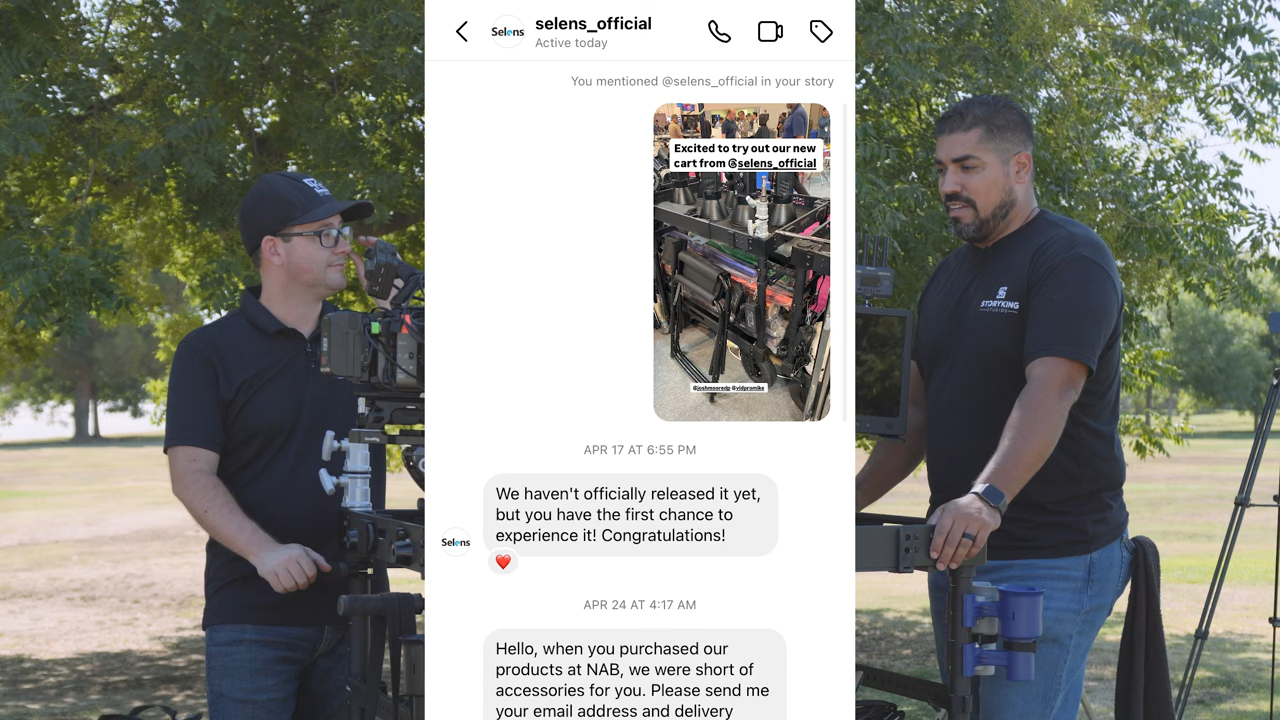 Selens
selens_official
Active today
You mentioned @selens_official in your story
Excited to try out our new
cart from @selens_official
@joshmooredp @vidpromike
APR 17 AT 6:55 PM
We haven't officially released it yet,
but you have the first chance to
experience it! Congratulations!
Selens
❤️
APR 24 AT 4:17 AM
Hello, when you purchased our
products at NAB, we were short of
accessories for you. Please send me
your email address and delivery
STORYKING
STUDIOS